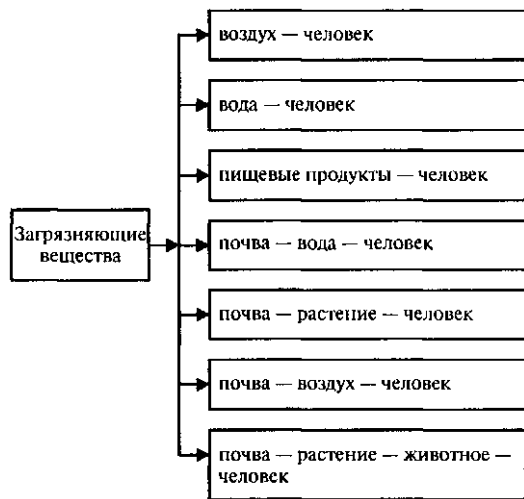 воздух — человек
вода — человек
пищевые продукты — человек
Загрязняющие
вещества
почва — вода — человек
почва — растение — человек
почва — воздух — человек
почва — растение — животное —
человек